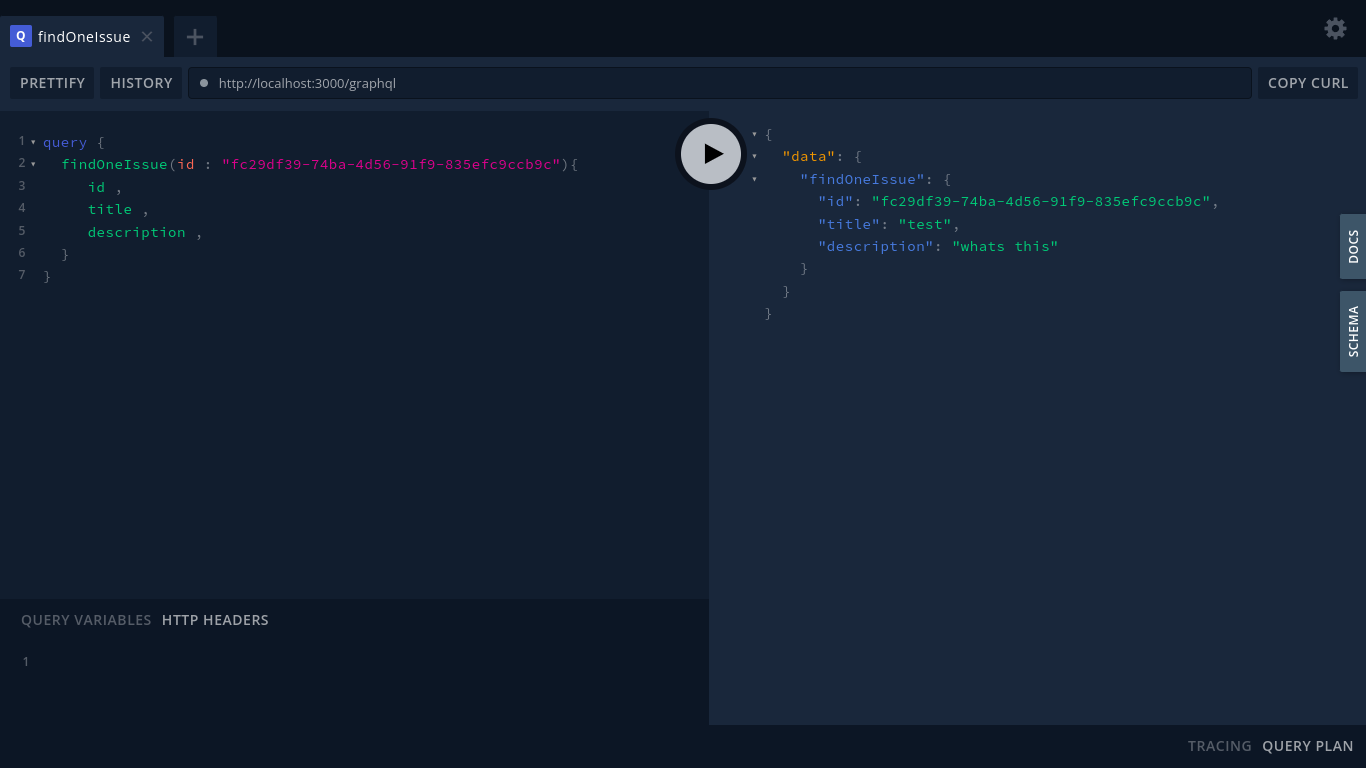 Q findOneIssue
PRETTIFY HISTORY http://localhost:3000/graphql COPY CURL
1 query {
2 findOneIssue(id : "fc29df39-74ba-4d56-91f9-835efc9ccb9c"){
3 id ,
4 title ,
5 description ,
6 }
7 }
{
"data": {
"findOneIssue": {
"id": "fc29df39-74ba-4d56-91f9-835efc9ccb9c",
"title": "test",
"description": "whats this"
}
}
}
DOCS
SCHEMA
QUERY VARIABLES HTTP HEADERS
1
TRACING QUERY PLAN